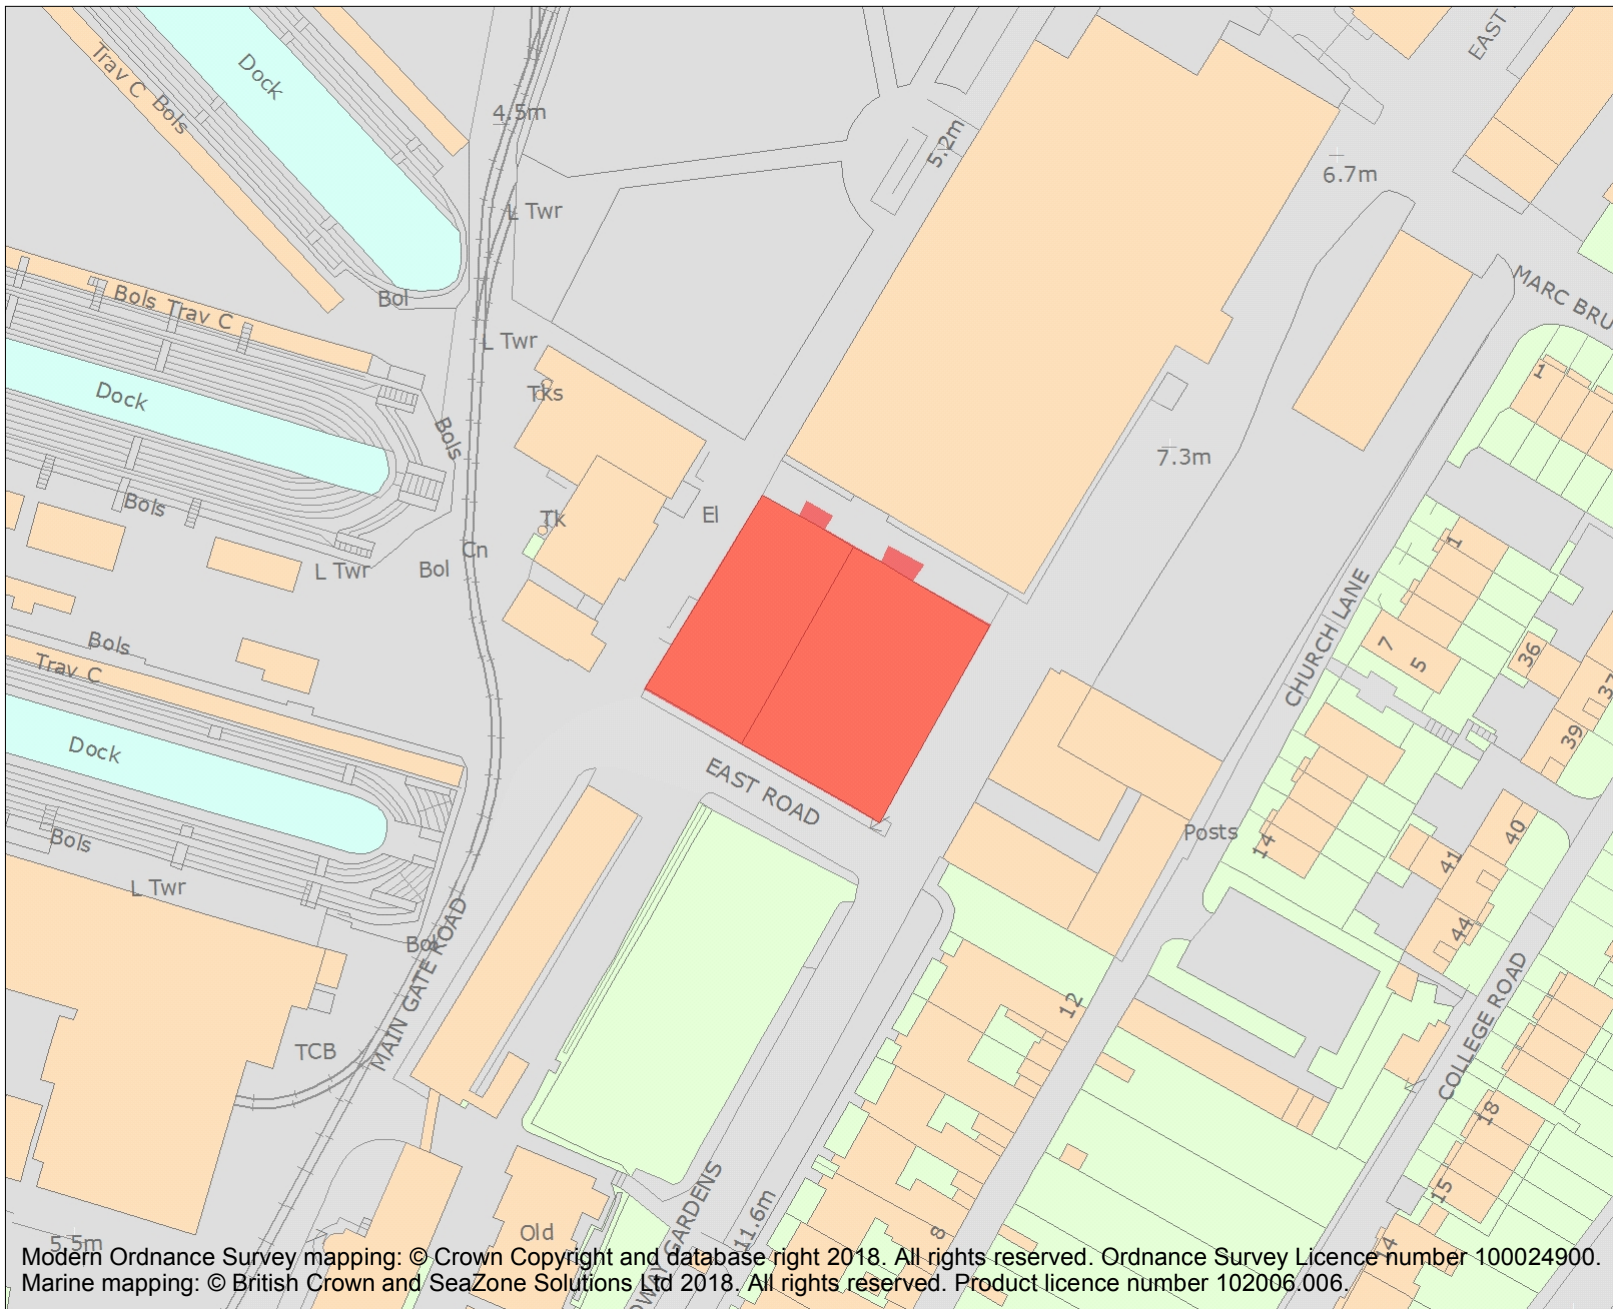 EAST
Trav C
Bols
Dock
4.5m
5.2m
6.7m
L Twr
MARC BRU
Bols
Trav C
Bol
L Twr
Tks
1
Dock
Bols
7.3m
Bols
Tk
El
Cn
L Twr
Bol
1
CHURCH LANE
Bols
Trav C
7
5
36
37
39
Dock
EAST ROAD
Posts
14
40
41
Bols
L Twr
44
Bol
MAIN GATE ROAD
12
COLLEGE ROAD
TCB
18
15
DWAY GARDENS
11.6m
8
Old
14
5.5m
Modern Ordnance Survey mapping: © Crown Copyright and database right 2018. All rights reserved. Ordnance Survey Licence number 100024900.
Marine mapping: © British Crown and SeaZone Solutions Ltd 2018. All rights reserved. Product licence number 102006.006.